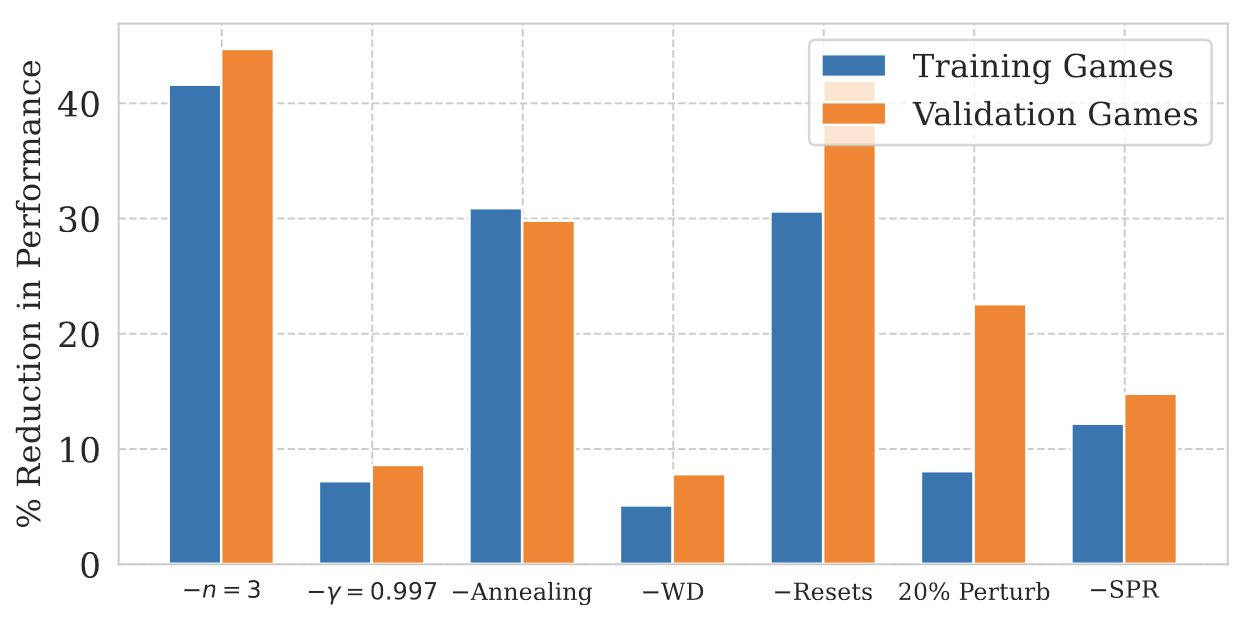 % Reduction in Performance
40
30
20
10
0
Training Games
Validation Games
−n = 3
−γ = 0.997
−Annealing
−WD
−Resets
20% Perturb
−SPR